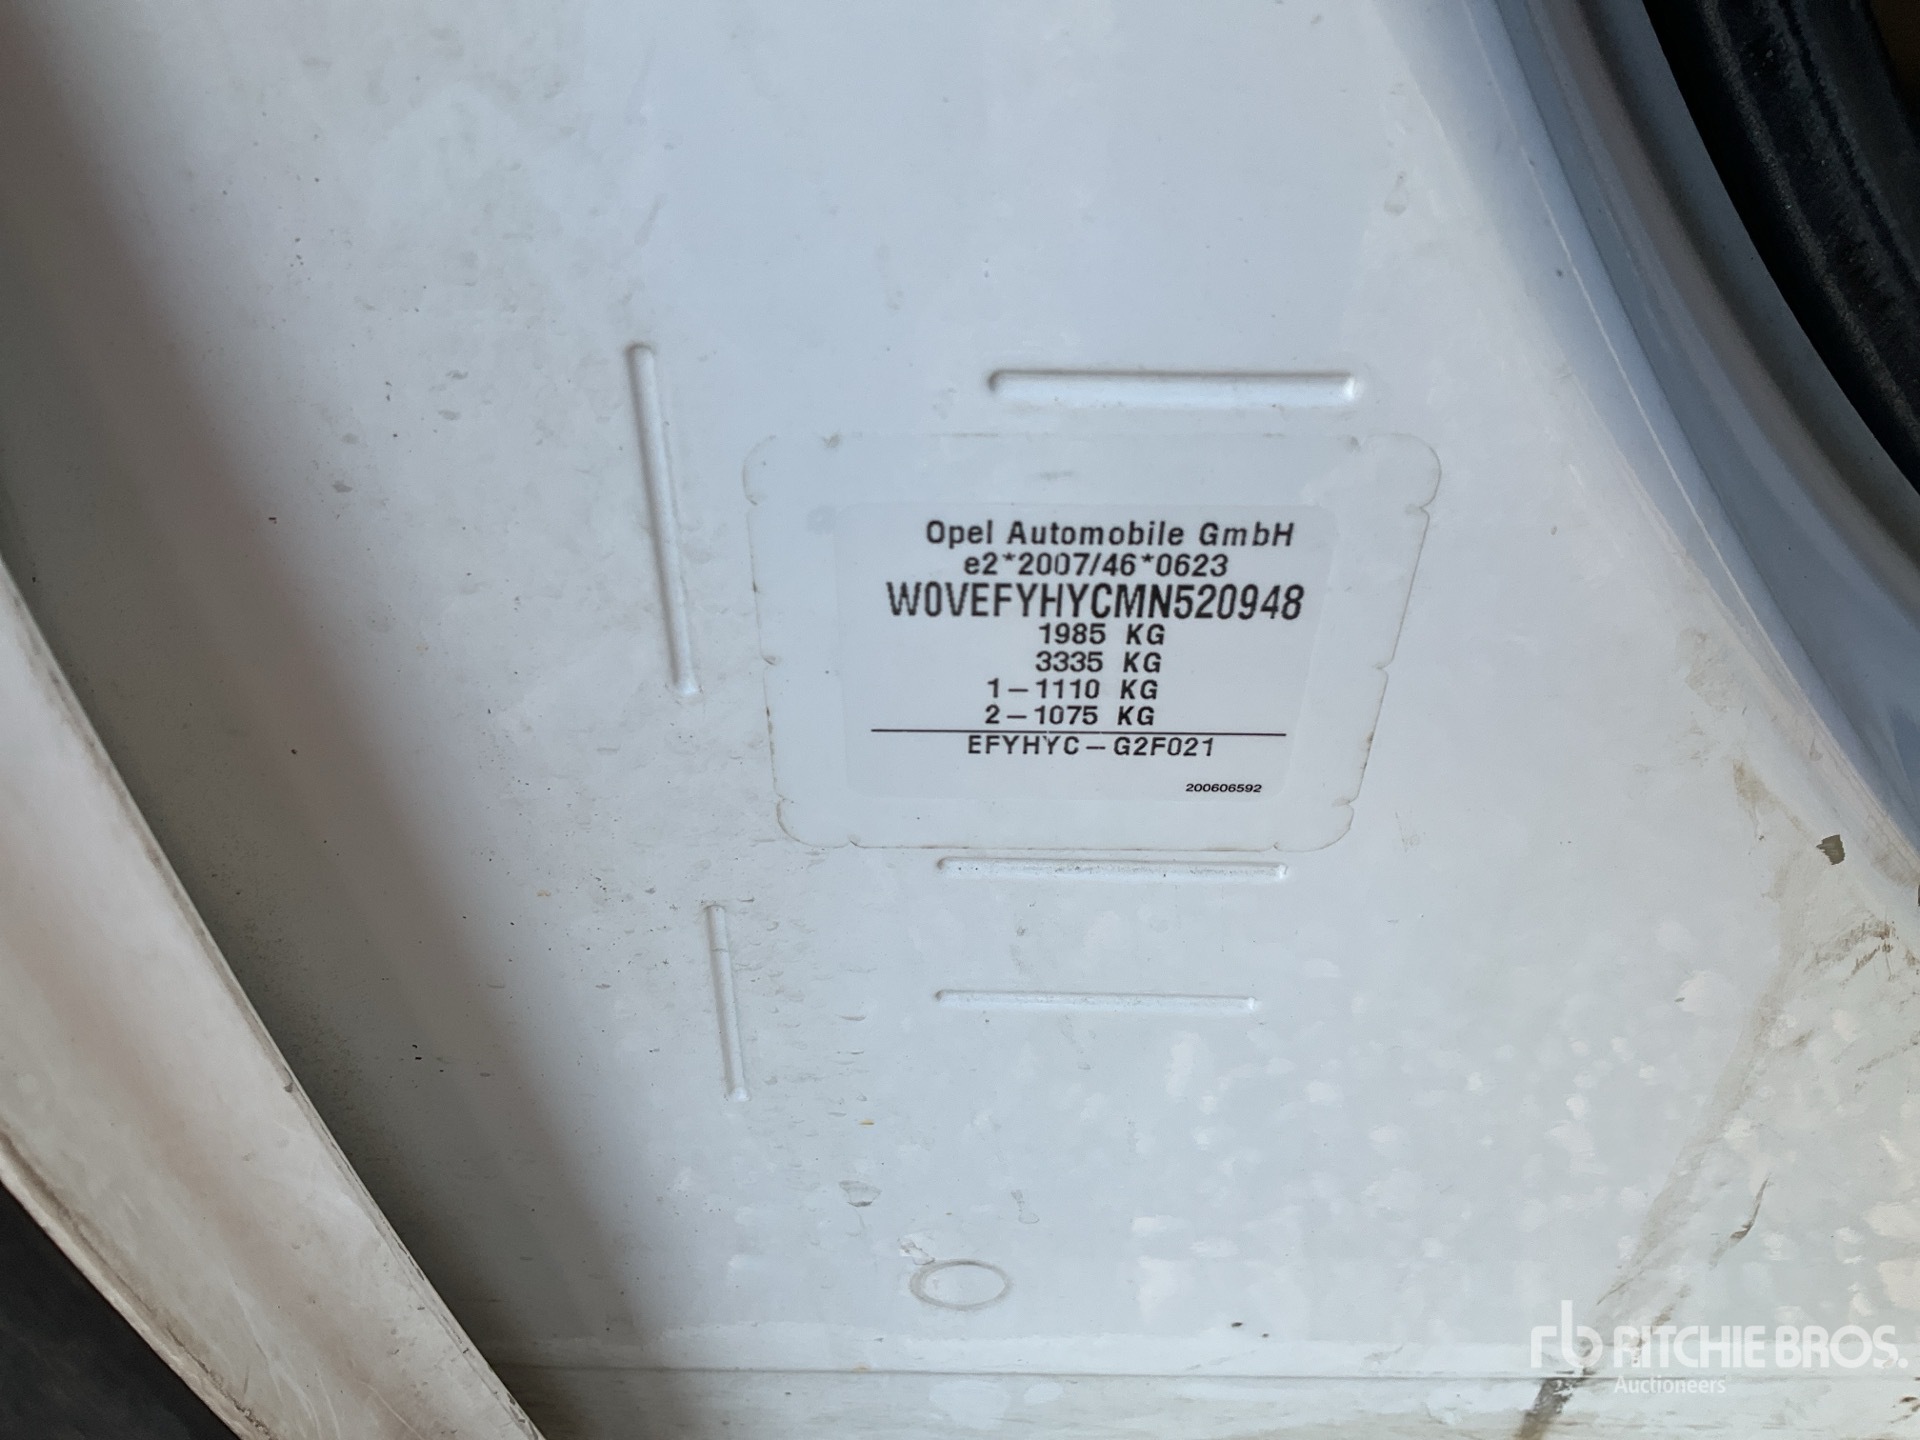 Opel Automobile GmbH
e2*2007/46*0623
W0VEFYHYCMN520948
1985 KG
3335 KG
1-1110 KG
2-1075 KG
EFYHYC-G2F021
200606592
rb RITCHIE BROS.
Auctioneers